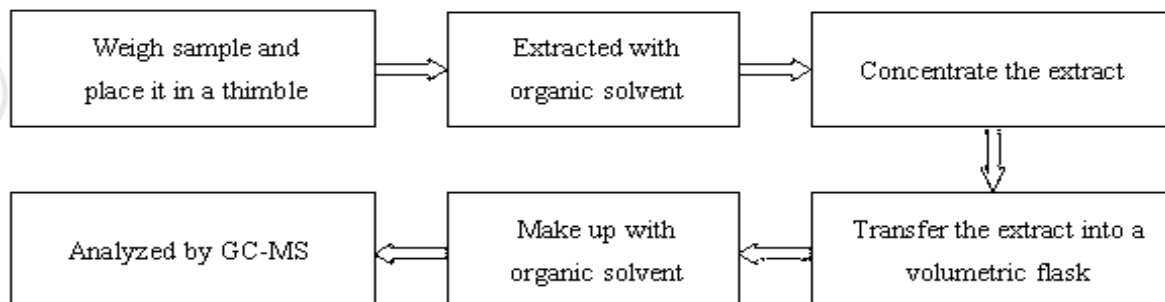 Weigh sample and
place it in a thimble
Extracted with
organic solvent
Concentrate the extract
Transfer the extract into a
volumetric flask
Make up with
organic solvent
Analyzed by GC-MS